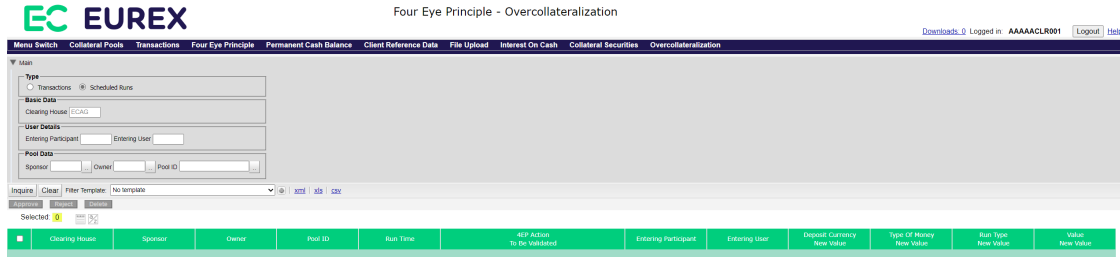 EC EUREX
Four Eye Principle - Overcollateralization
Downloads: 0 Logged in: AAAAACLR001 Logout Help
Menu Switch Collateral Pools Transactions Four Eye Principle Permanent Cash Balance Client Reference Data File Upload Interest On Cash Collateral Securities Overcollateralization
Main
Type
Transactions Scheduled Runs
Basic Data
Clearing House ECAG
User Details
Entering Participant Entering User
Pool Data
Sponsor ... Owner ... Pool ID ...
Inquire Clear Filter Template: No template xml xls csv
Approve Reject Delete
Selected: 0
Clearing House Sponsor Owner Pool ID Run Time 4EP Action Entering Participant Entering User Deposit Currency Type Of Money Run Type Value
To Be Validated New Value New Value New Value New Value